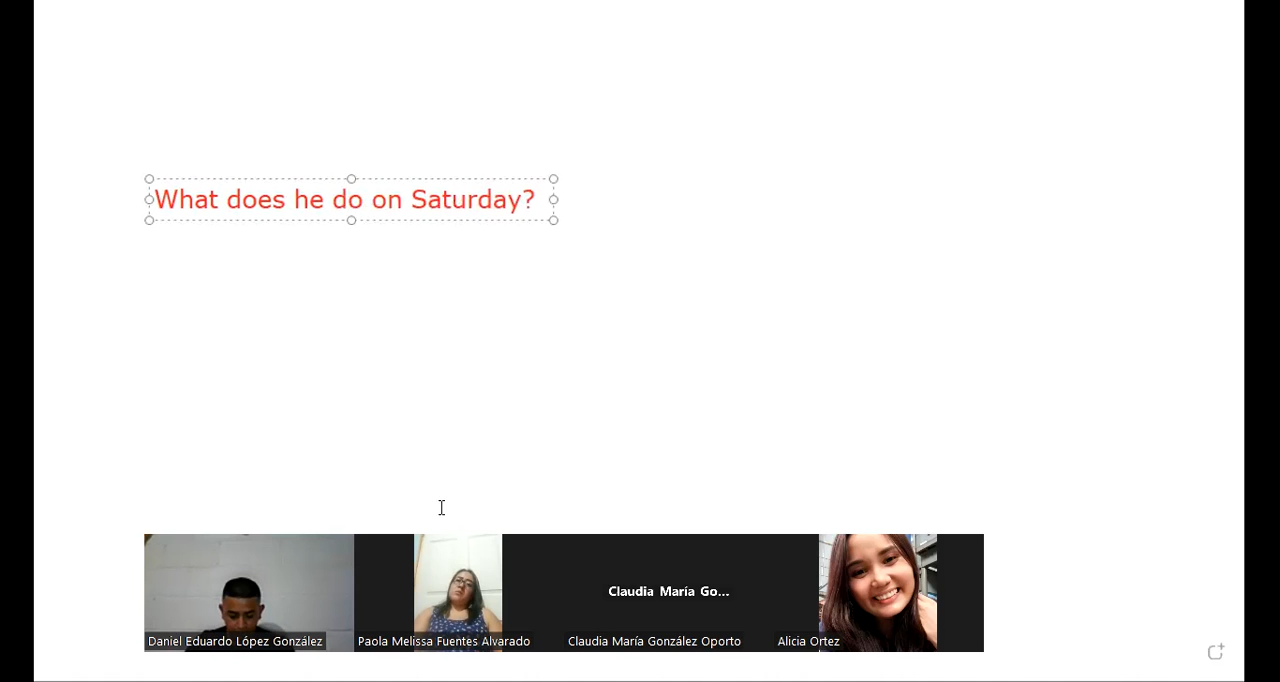 What does he do on Saturday?
Claudia María Go...
Daniel Eduardo López González
Paola Melissa Fuentes Alvarado
Claudia María González Oporto
Alicia Ortez